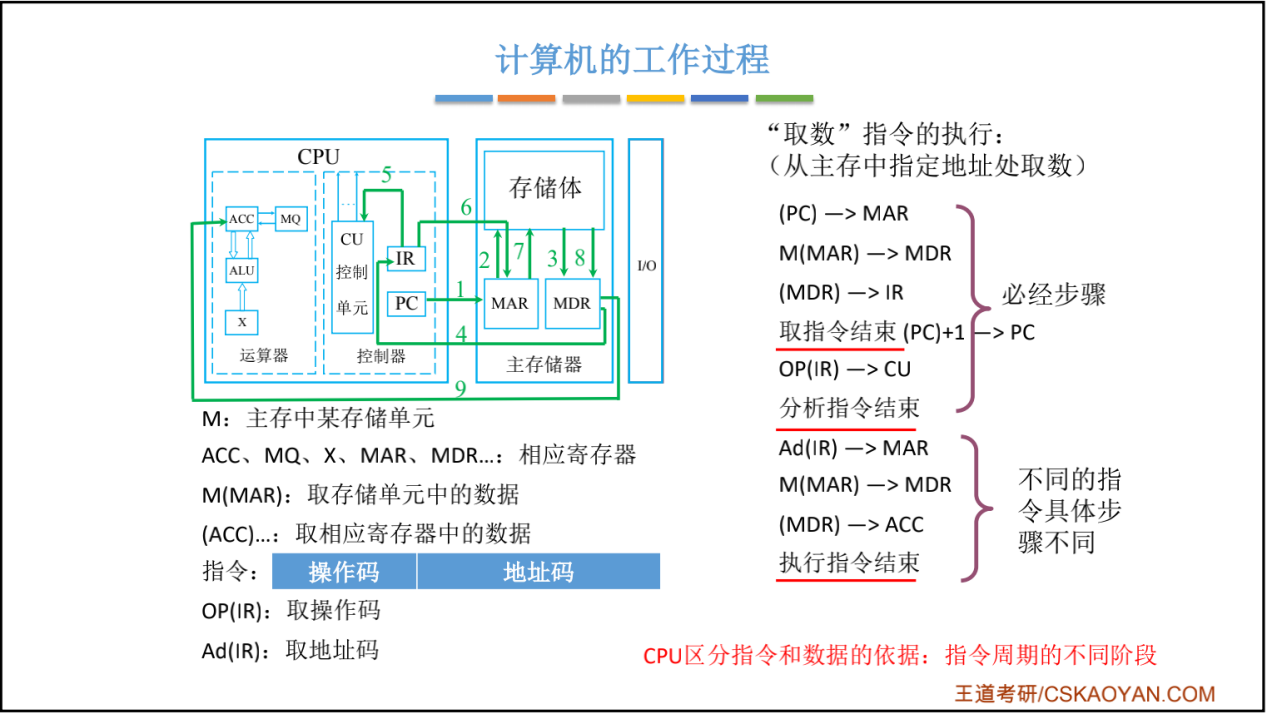 计算机的工作过程
CPU
ACC
MQ
ALU
X
运算器
...
CU
控制
单元
IR
PC
控制器
5
6
1
4
9
存储体
2
7
3
8
MAR
MDR
主存储器
I/O
M：主存中某存储单元
ACC、MQ、X、MAR、MDR…：相应寄存器
M(MAR)：取存储单元中的数据
(ACC)…：取相应寄存器中的数据
指令： 操作码 地址码
OP(IR)：取操作码
Ad(IR)：取地址码
“取数”指令的执行：
（从主存中指定地址处取数）
(PC) —> MAR
M(MAR) —> MDR
(MDR) —> IR
取指令结束 (PC)+1 —> PC
OP(IR) —> CU
分析指令结束
必经步骤
Ad(IR) —> MAR
M(MAR) —> MDR
(MDR) —> ACC
执行指令结束
不同的指
令具体步
骤不同
CPU区分指令和数据的依据：指令周期的不同阶段
王道考研/CSKAOYAN.COM